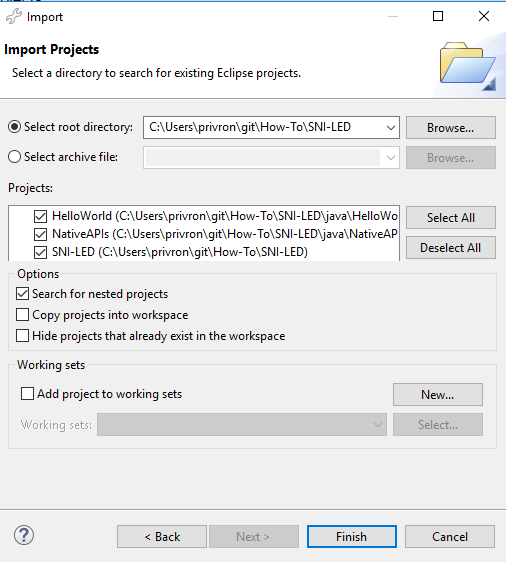 Import
Import Projects
Select a directory to search for existing Eclipse projects.
Select root directory: C:\Users\privron\git\How-To\SNI-LED Browse...
Select archive file: Browse...
Projects:
HelloWorld (C:\Users\privron\git\How-To\SNI-LED\java\HelloWo
NativeAPIs (C:\Users\privron\git\How-To\SNI-LED\java\NativeAP
SNI-LED (C:\Users\privron\git\How-To\SNI-LED)
Select All
Deselect All
Options
Search for nested projects
Copy projects into workspace
Hide projects that already exist in the workspace
Working sets
Add project to working sets New...
Working sets: Select...
? < Back Next > Finish Cancel